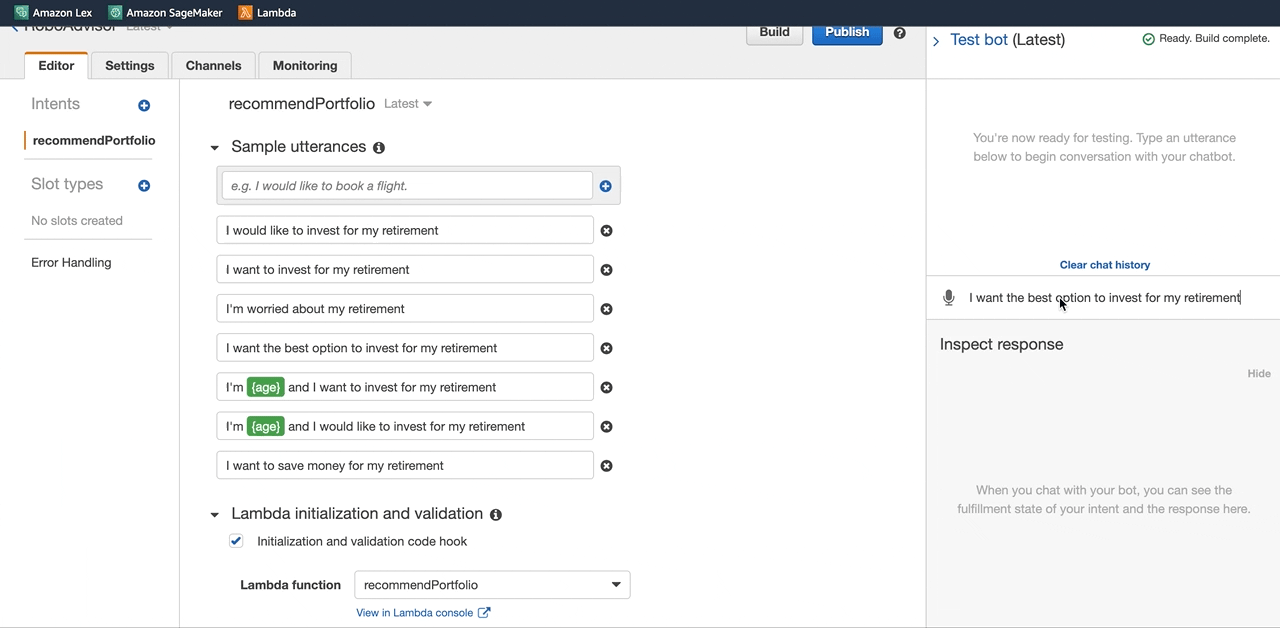 Amazon Lex Amazon SageMaker Lambda
RoboAdvisor Latest
Build Publish
Editor Settings Channels Monitoring
Intents
recommendPortfolio
Slot types
No slots created
Error Handling
recommendPortfolio Latest
Sample utterances
e.g. I would like to book a flight.
I would like to invest for my retirement
I want to invest for my retirement
I'm worried about my retirement
I want the best option to invest for my retirement
I'm {age} and I want to invest for my retirement
I'm {age} and I would like to invest for my retirement
I want to save money for my retirement
Lambda initialization and validation
Initialization and validation code hook
Lambda function recommendPortfolio
View in Lambda console
Test bot (Latest) Ready. Build complete.
You're now ready for testing. Type an utterance
below to begin conversation with your chatbot.
Clear chat history
I want the best option to invest for my retirement
Inspect response
Hide
When you chat with your bot, you can see the
fulfillment state of your intent and the response here.